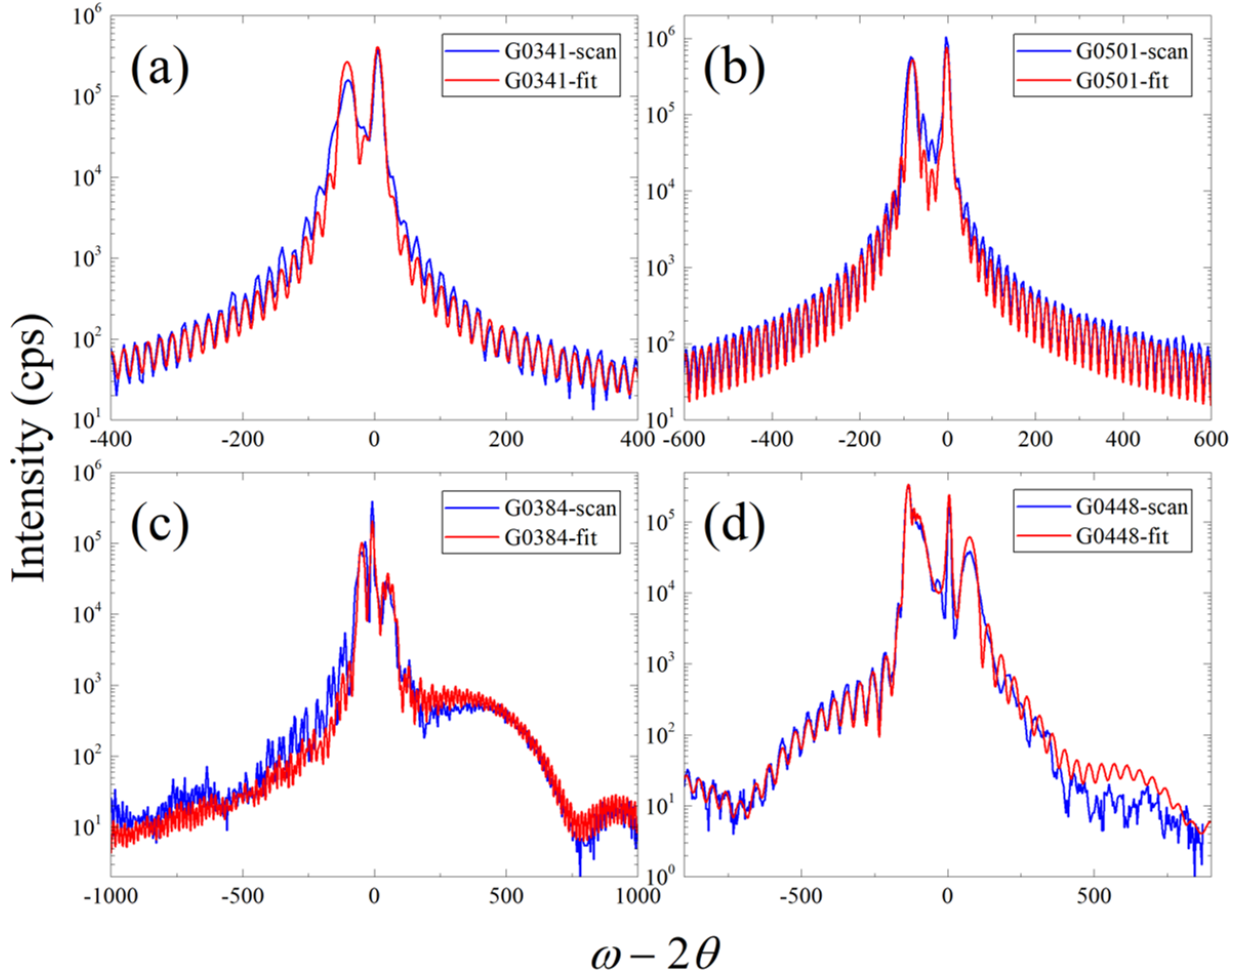 Intensity (cps)
(a)
G0341-scan
G0341-fit
10^6
10^5
10^4
10^3
10^2
10^1
-400 -200 0 200 400
(b)
G0501-scan
G0501-fit
10^6
10^5
10^4
10^3
10^2
10^1
-600 -400 -200 0 200 400 600
(c)
G0384-scan
G0384-fit
10^6
10^5
10^4
10^3
10^2
10^1
-1000 -500 0 500 1000
(d)
G0448-scan
G0448-fit
10^5
10^4
10^3
10^2
10^1
10^0
-500 0 500
ω − 2θ